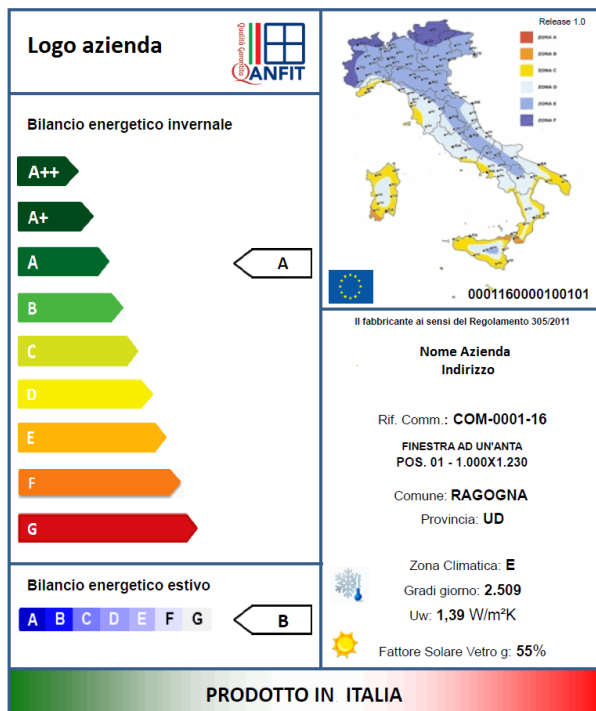 Logo azienda
Qualità Garantita
QANFIT
Bilancio energetico invernale
A++
A+
A
A
B
C
D
E
F
G
Bilancio energetico estivo
A B C D E F G
B
Release 1.0
ZONA A
ZONA B
ZONA C
ZONA D
ZONA E
ZONA F
0001160000100101
Il fabbricante ai sensi del Regolamento 305/2011
Nome Azienda
Indirizzo
Rif. Comm.: COM-0001-16
FINESTRA AD UN'ANTA
POS. 01 - 1.000X1.230
Comune: RAGOGNA
Provincia: UD
Zona Climatica: E
Gradi giorno: 2.509
Uw: 1,39 W/m²K
Fattore Solare Vetro g: 55%
PRODOTTO IN ITALIA